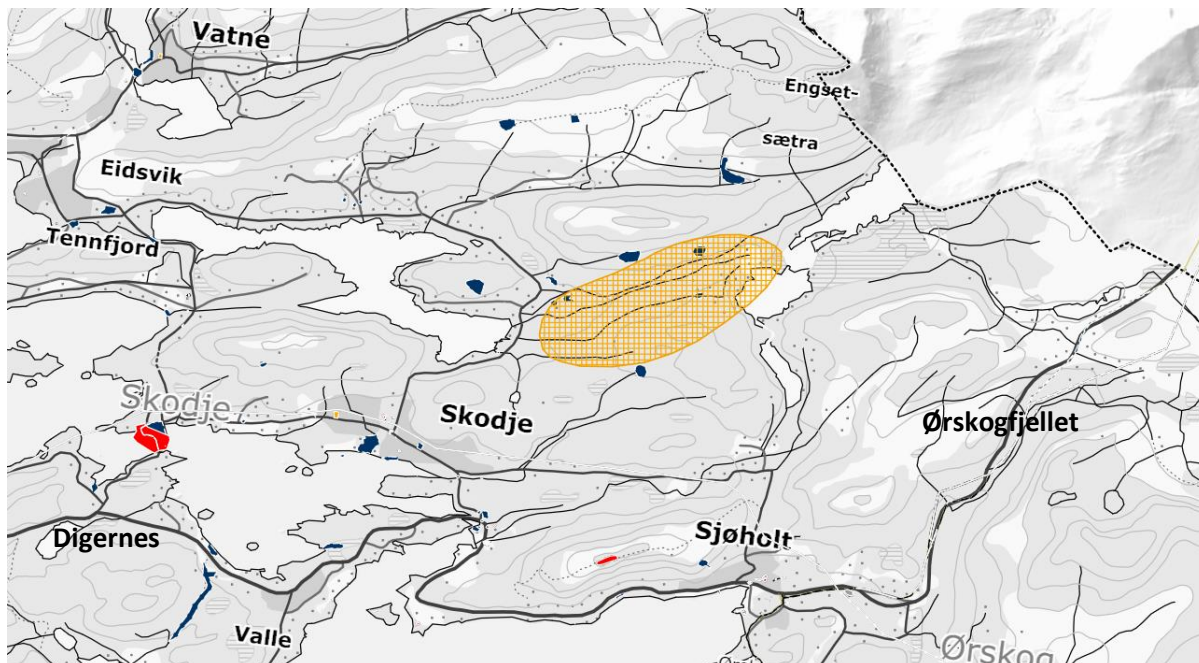 Vatne
Engset-
sætra
Eidsvik
Tennfjord
Skodje
Skodje
Ørskogfjellet
Digernes
Sjøholt
Valle
Ørskog